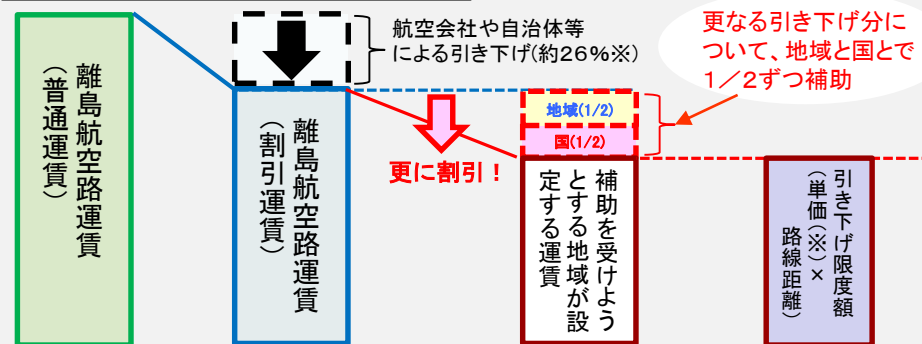 離島航空路運賃
（普通運賃）
離島航空路運賃
（割引運賃）
航空会社や自治体等
による引き下げ(約26％※)
更に割引！
地域(1/2)
国(1/2)
補助を受けよう
とする地域が設
定する運賃
更なる引き下げ分に
ついて、地域と国とで
１／２ずつ補助
引き下げ限度額
（単価(※)×
路線距離）